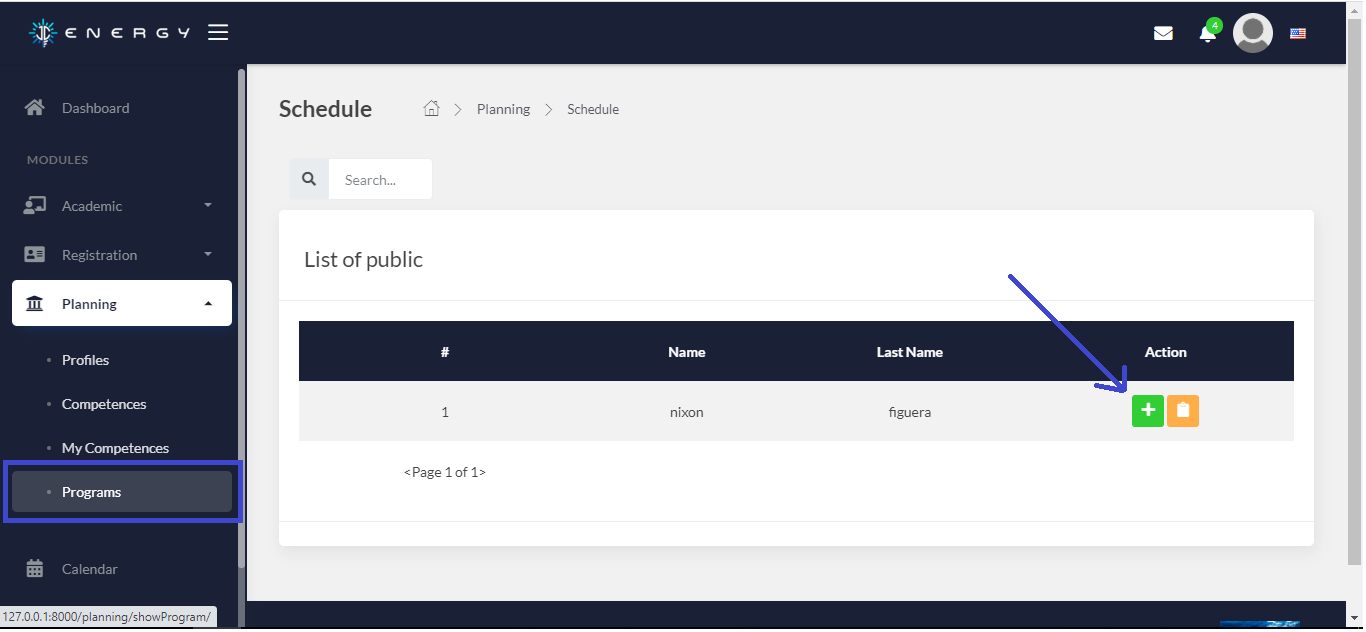 ENERGY
4
Dashboard
MODULES
Academic
Registration
Planning
Profiles
Competences
My Competences
Programs
Calendar
127.0.0.1:8000/planning/showProgram/
Schedule
Planning
Schedule
Search...
List of public
# Name Last Name Action
1 nixon figuera
<Page 1 of 1>